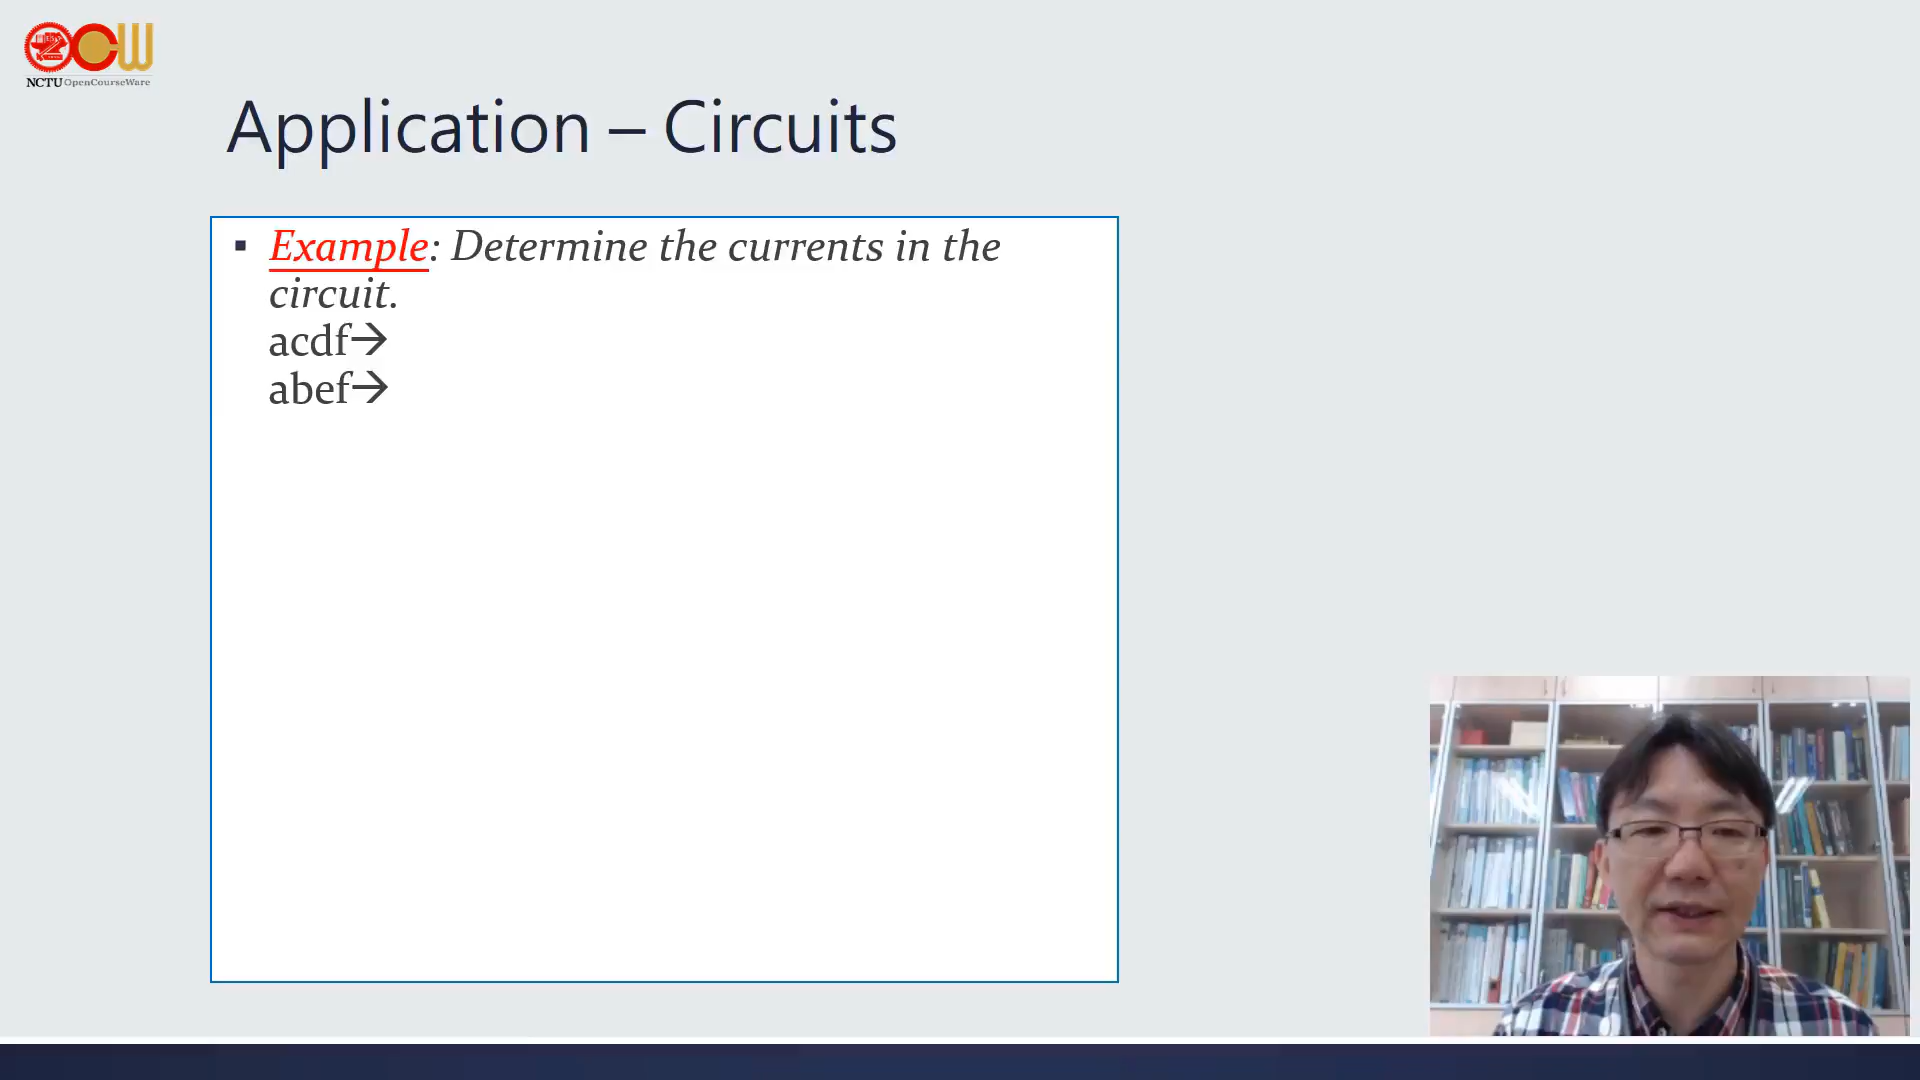 NCTU OpenCourseWare
Application – Circuits
▪ Example: Determine the currents in the
circuit.
acdf→
abef→